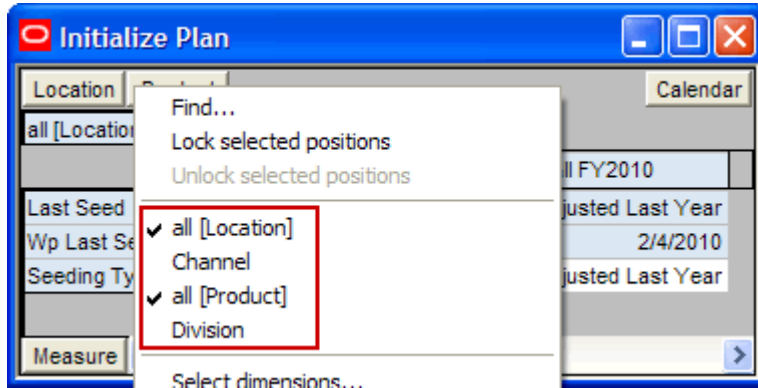 Initialize Plan
Location
Calendar
all [Location
Find...
Lock selected positions
Unlock selected positions
FY2010
Last Seed
justed Last Year
all [Location]
Wp Last Se
2/4/2010
Channel
Seeding Ty
justed Last Year
all [Product]
Division
Measure
Select dimensions...